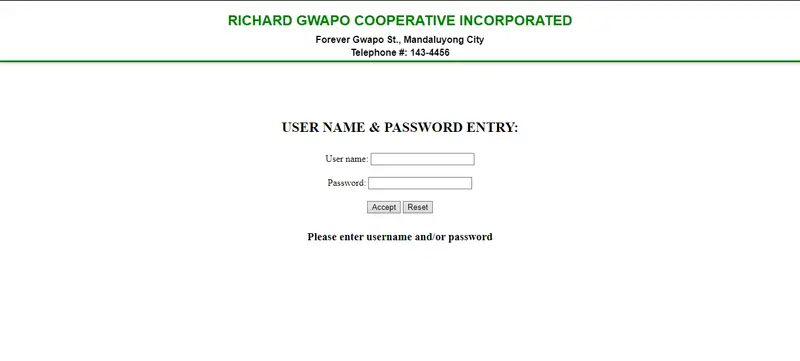 RICHARD GWAPO COOPERATIVE INCORPORATED
Forever Gwapo St., Mandaluyong City
Telephone #: 143-4456
USER NAME & PASSWORD ENTRY:
User name:
Password:
Accept Reset
Please enter username and/or password